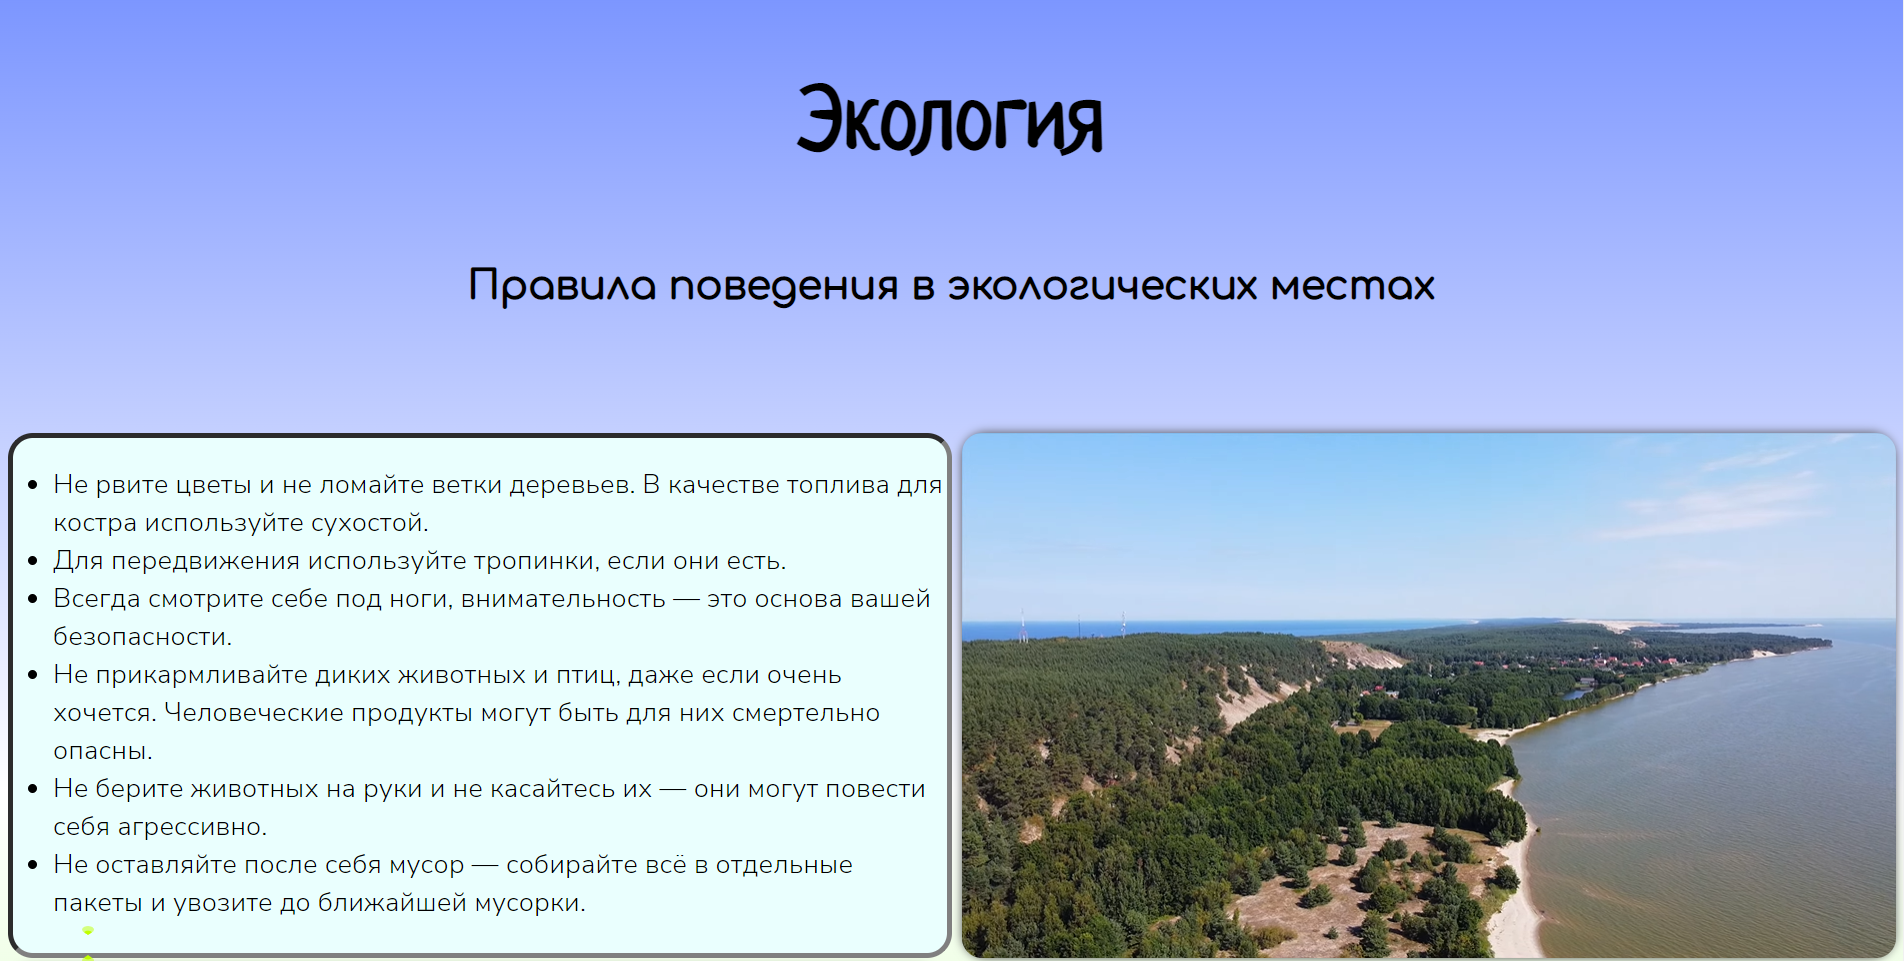 Экология
Правила поведения в экологических местах
Не рвите цветы и не ломайте ветки деревьев. В качестве топлива для
костра используйте сухостой.
Для передвижения используйте тропинки, если они есть.
Всегда смотрите себе под ноги, внимательность — это основа вашей
безопасности.
Не прикармливайте диких животных и птиц, даже если очень
хочется. Человеческие продукты могут быть для них смертельно
опасны.
Не берите животных на руки и не касайтесь их — они могут повести
себя агрессивно.
Не оставляйте после себя мусор — собирайте всё в отдельные
пакеты и увозите до ближайшей мусорки.